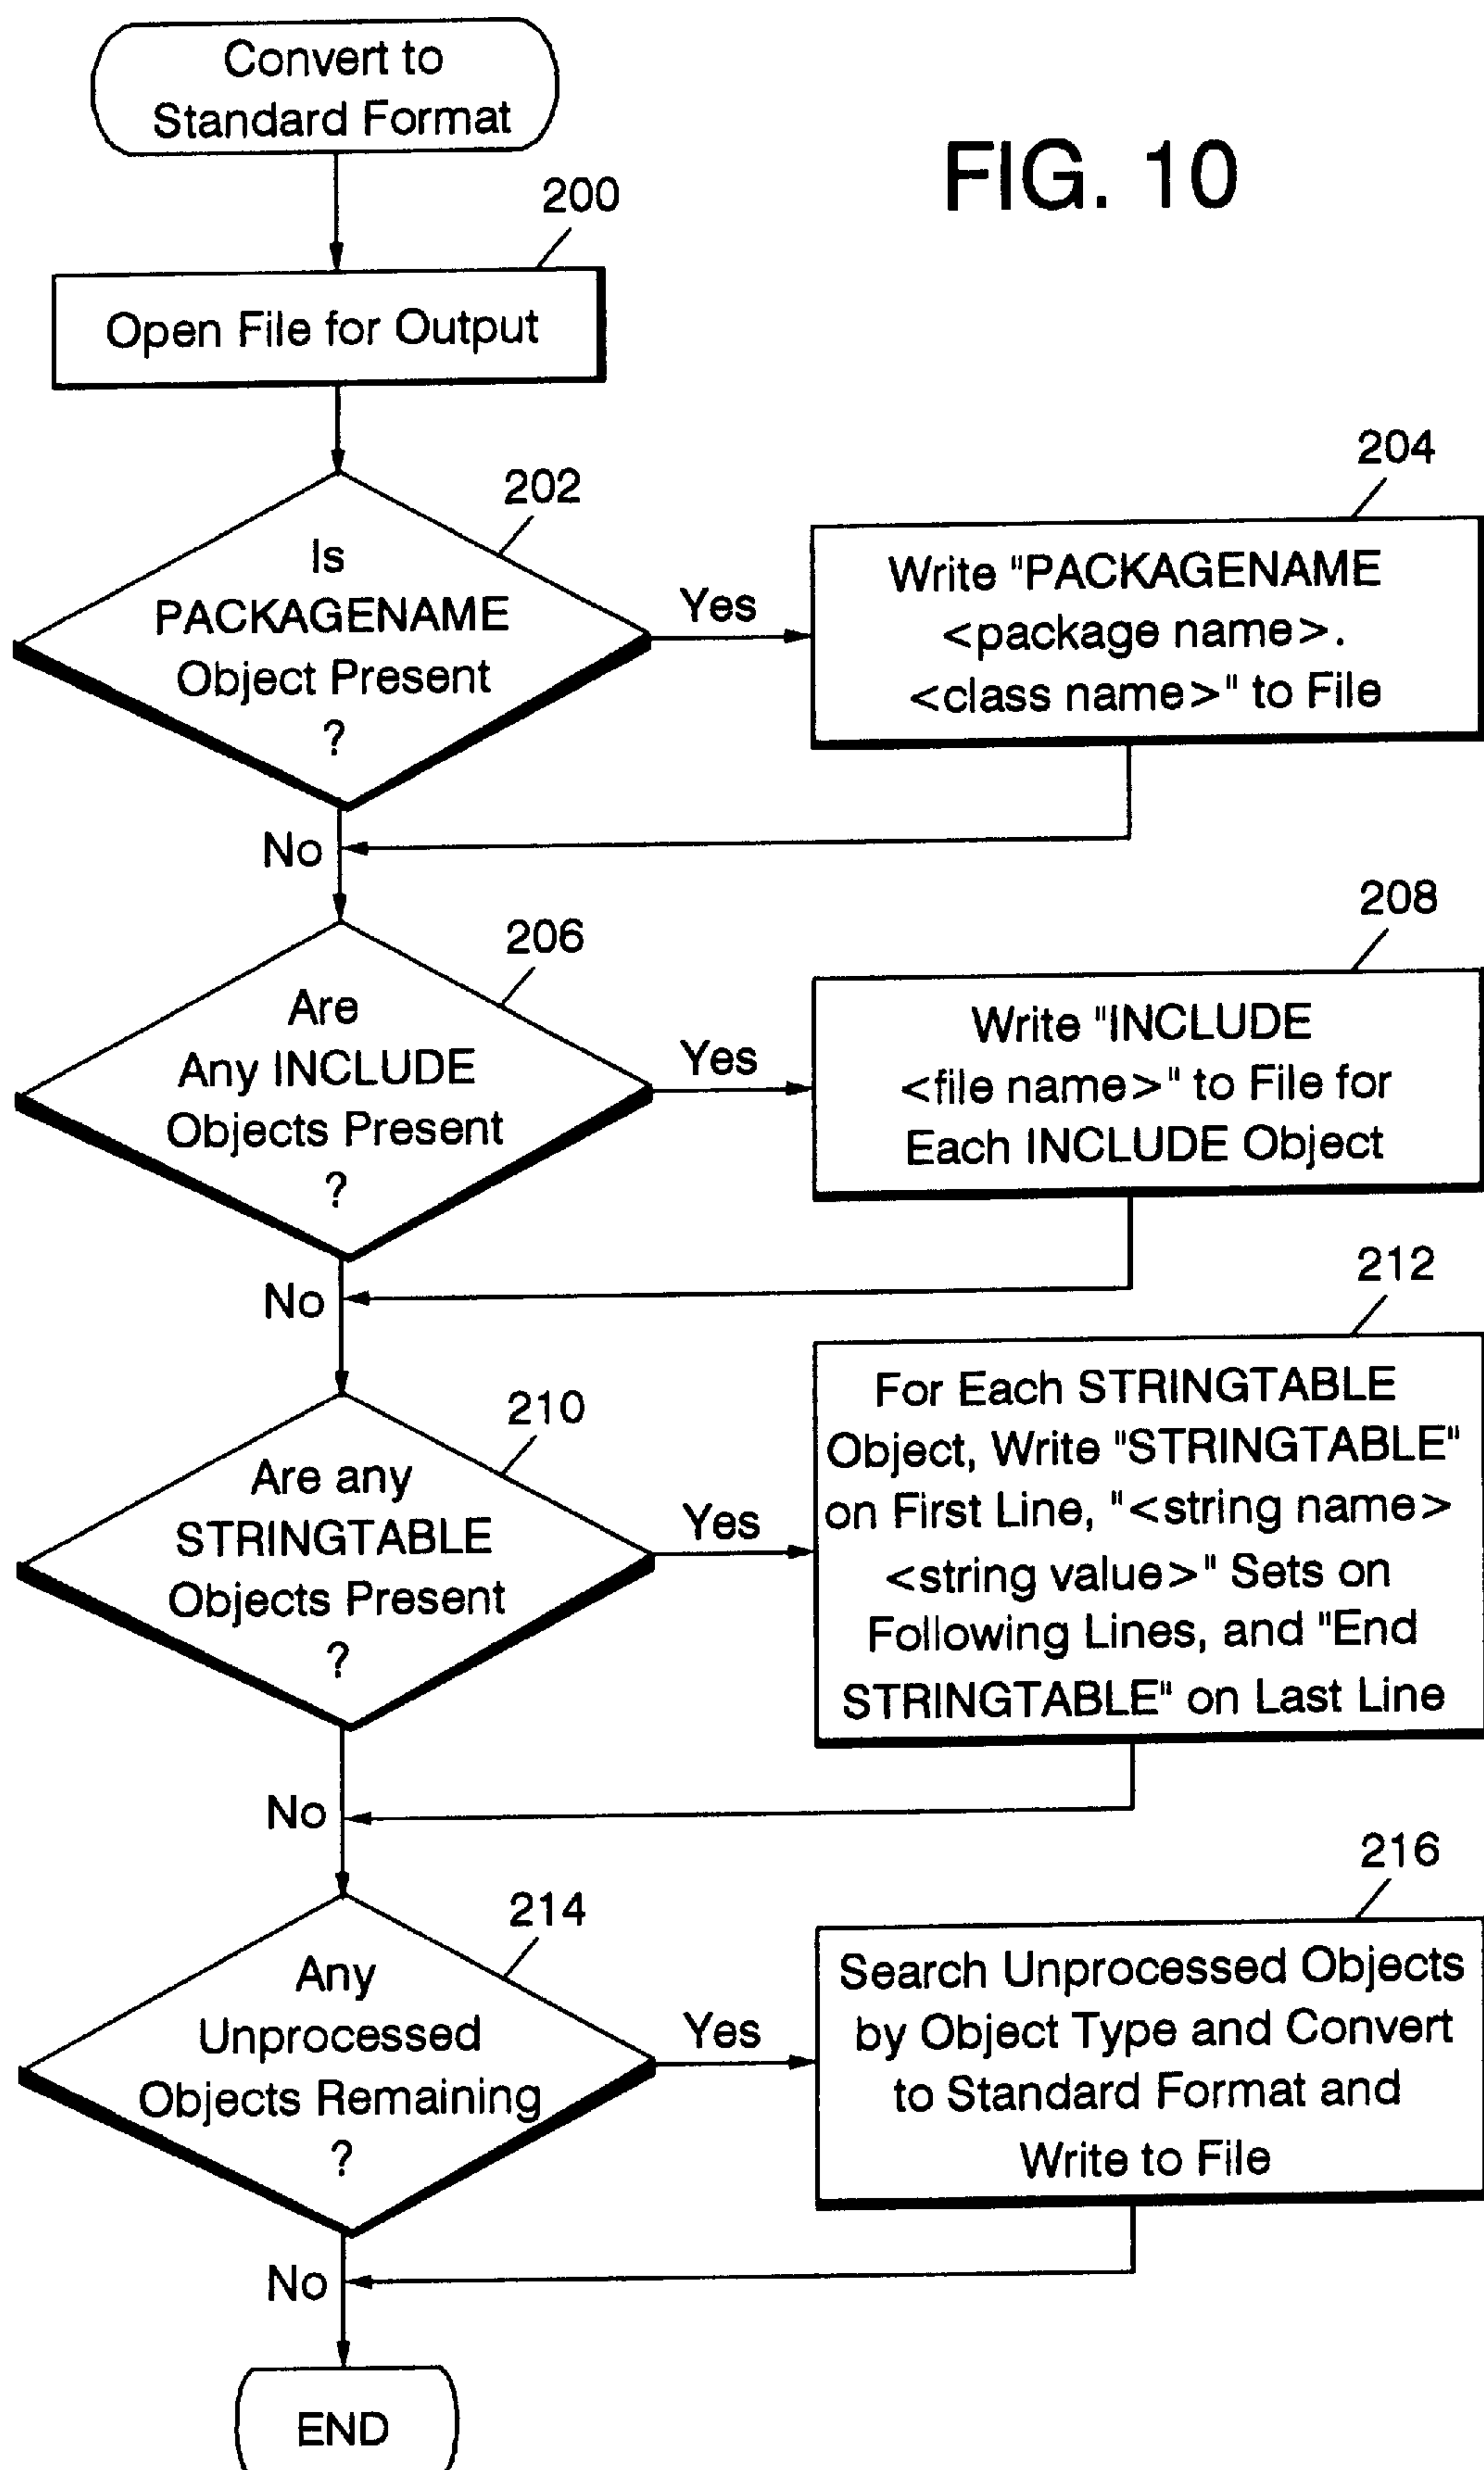 Convert to
Standard Format
FIG. 10
200
Open File for Output
202
Is
PACKAGENAME
Object Present
?
Yes
No
204
Write "PACKAGENAME
<package name>.
<class name>" to File
206
Are
Any INCLUDE
Objects Present
?
Yes
No
208
Write "INCLUDE
<file name>" to File for
Each INCLUDE Object
210
Are any
STRINGTABLE
Objects Present
?
Yes
No
212
For Each STRINGTABLE
Object, Write "STRINGTABLE"
on First Line, "<string name>
<string value>" Sets on
Following Lines, and "End
STRINGTABLE" on Last Line
214
Any
Unprocessed
Objects Remaining
?
Yes
No
216
Search Unprocessed Objects
by Object Type and Convert
to Standard Format and
Write to File
END